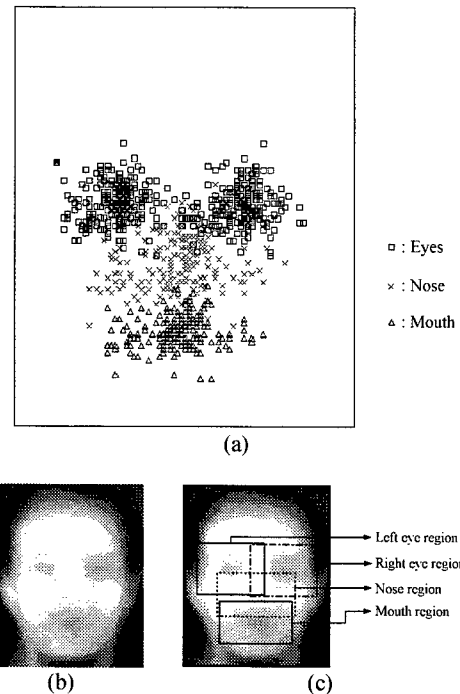 □ : Eyes
× : Nose
△ : Mouth
(a)
Left eye region
Right eye region
Nose region
Mouth region
(b)
(c)